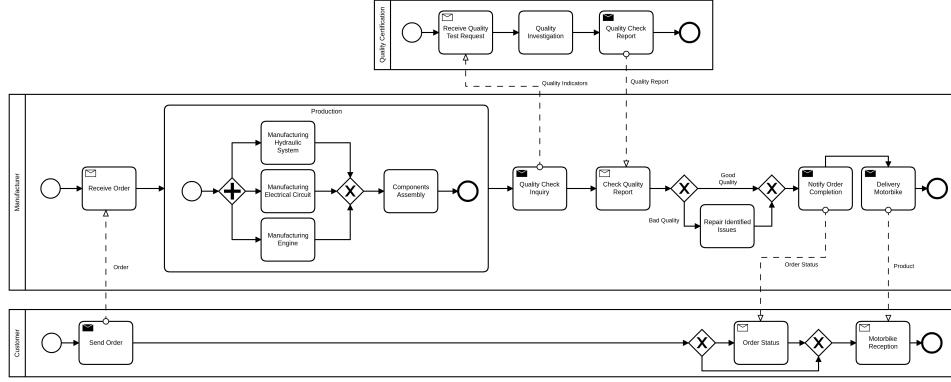 Quality Certification
Receive Quality
Test Request
Quality
Investigation
Quality Check
Report
Quality Indicators
Quality Report
Manufacturer
Production
Receive Order
Manufacturing
Hydraulic
System
Manufacturing
Electrical Circuit
Manufacturing
Engine
Components
Assembly
Quality Check
Inquiry
Check Quality
Report
Good
Quality
Bad Quality
Repair Identified
Issues
Notify Order
Completion
Delivery
Motorbike
Order
Order Status
Product
Customer
Send Order
Order Status
Motorbike
Reception